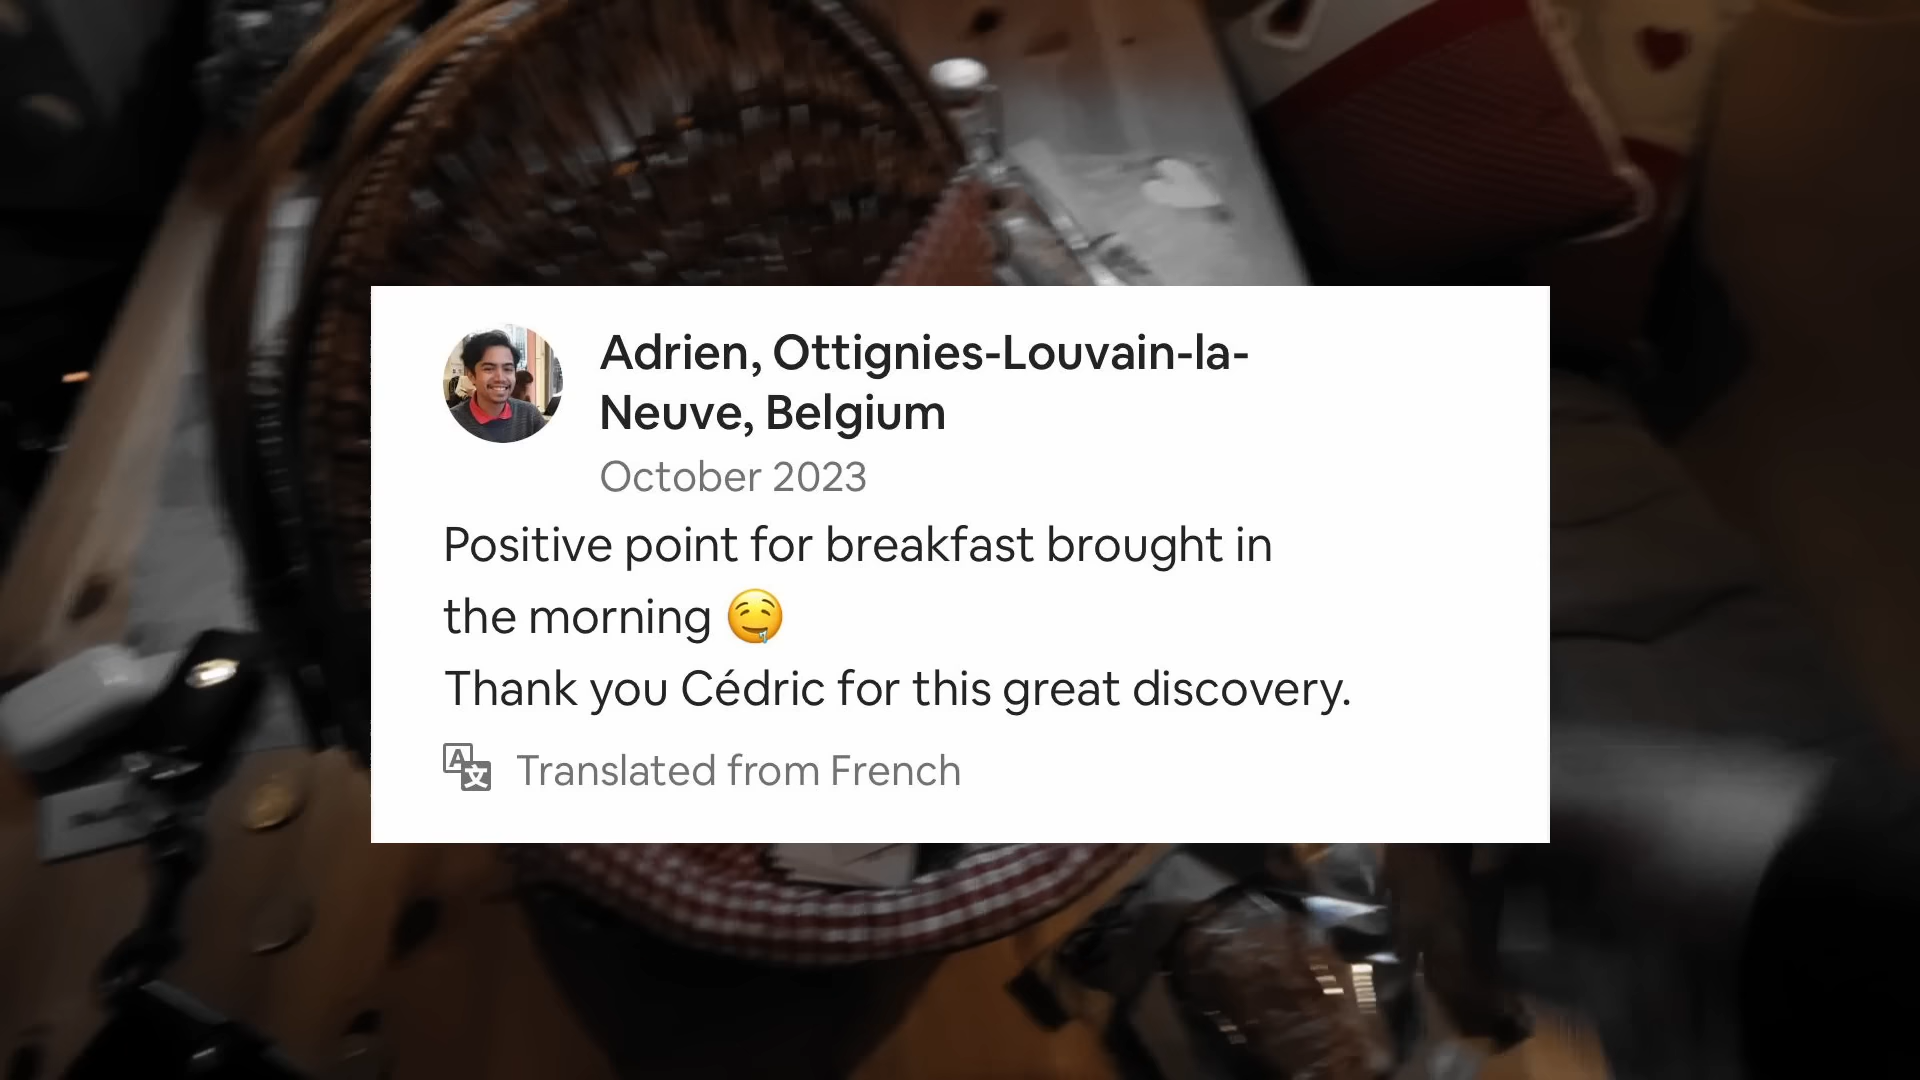 Adrien, Ottignies-Louvain-la-
Neuve, Belgium
October 2023
Positive point for breakfast brought in
the morning 🤤
Thank you Cédric for this great discovery.
Translated from French